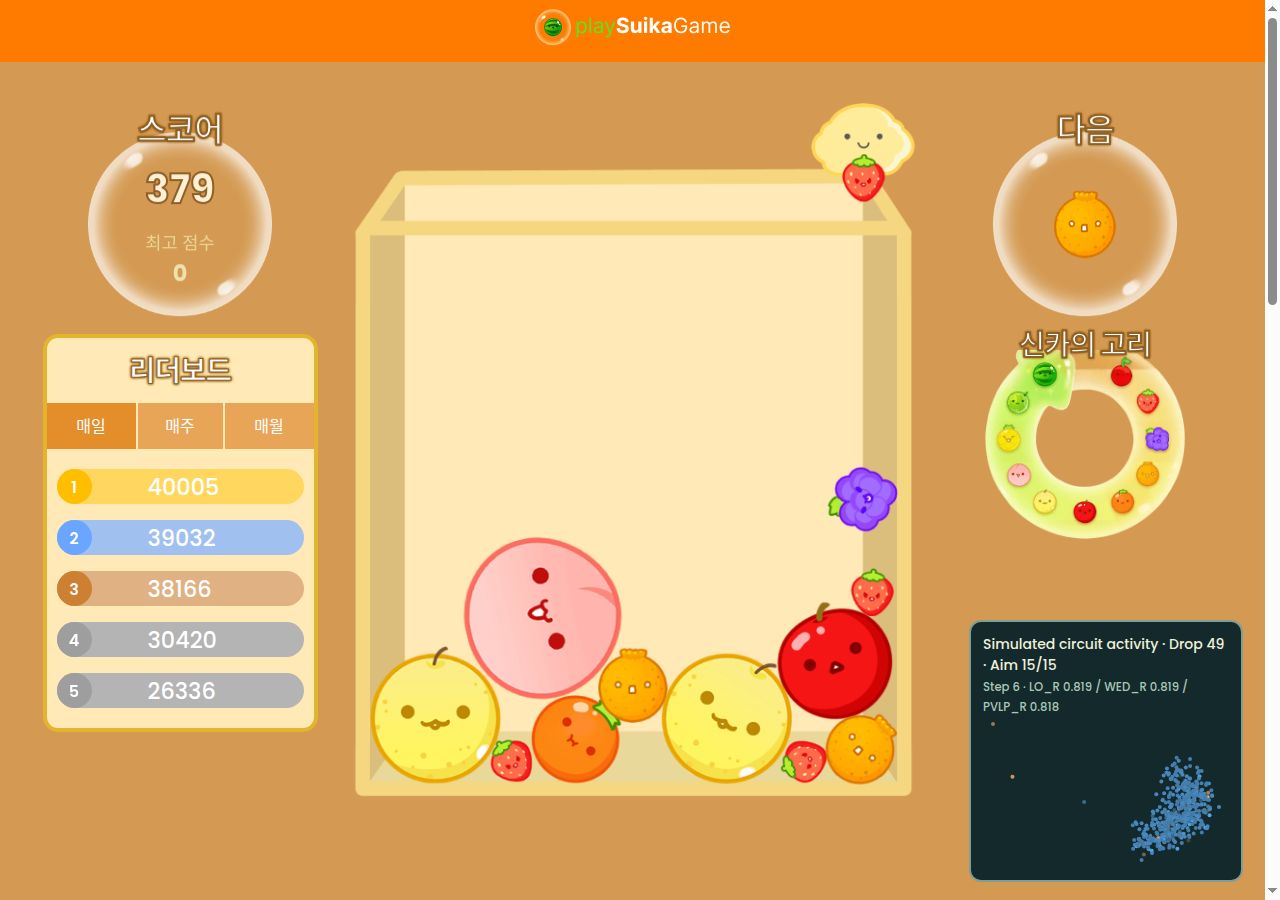 playSuikaGame
스코어
379
최고 점수
0
리더보드
매일 매주 매월
1 40005
2 39032
3 38166
4 30420
5 26336
다음
신카의 고리
Simulated circuit activity · Drop 49
· Aim 15/15
Step 6 · LO_R 0.819 / WED_R 0.819 /
PVLP_R 0.818